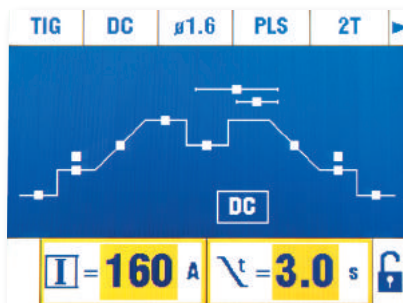 TIG DC ø1.6 PLS 2T
DC
I = 160 A t = 3.0 s